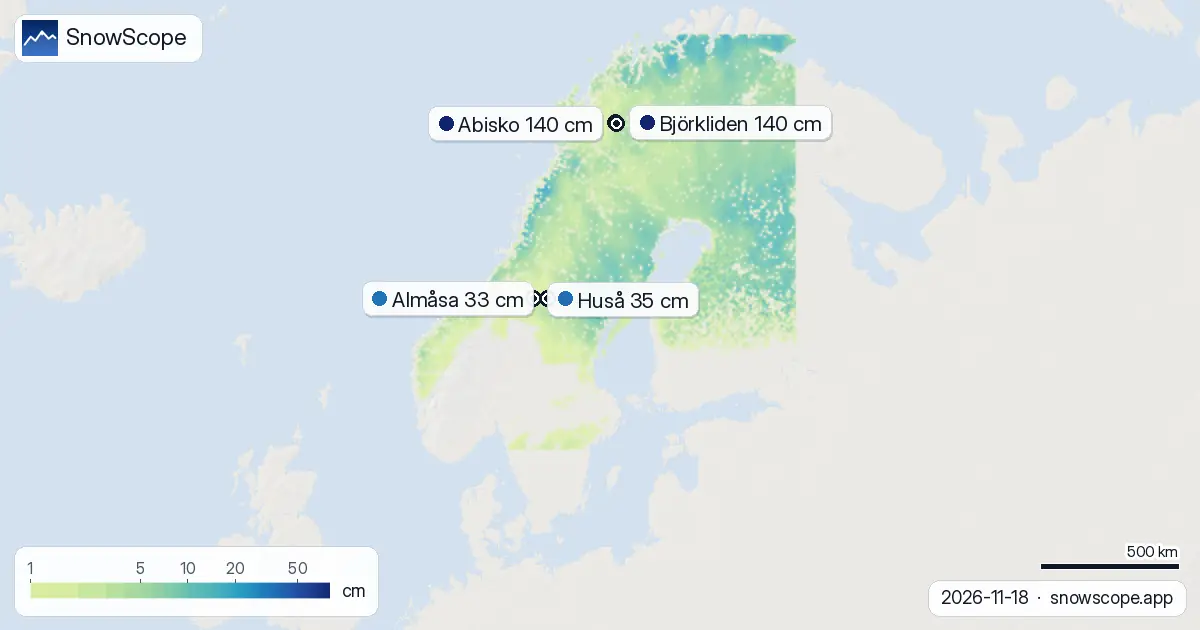 SnowScope
Abisko 140 cm
Björkliden 140 cm
Almåsa 33 cm
Huså 35 cm
1 5 10 20 50
cm
500 km
2026-11-18 · snowscope.app